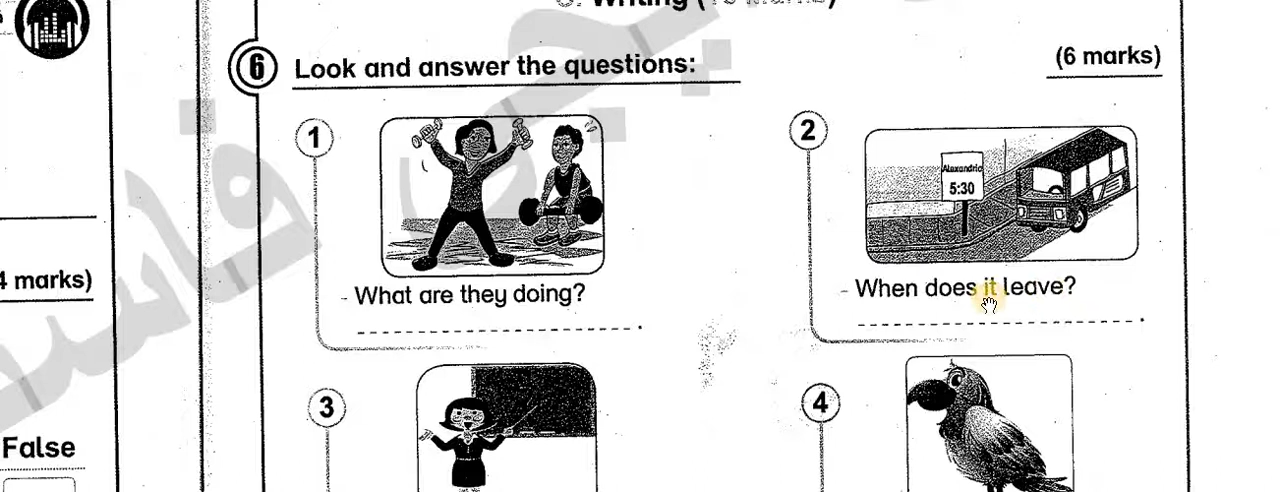 6 Look and answer the questions: (6 marks)
1
2
Alexandria
5:30
- What are they doing?
- When does it leave?
4 marks)
3
4
False